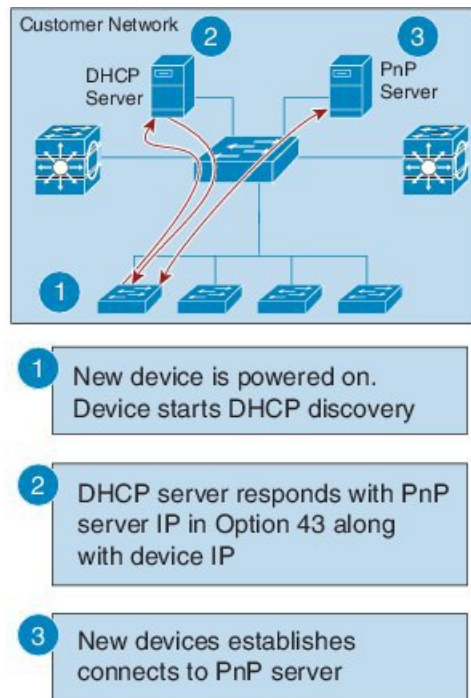 Customer Network
2
3
DHCP
Server
PnP
Server
1
1
New device is powered on.
Device starts DHCP discovery
2
DHCP server responds with PnP
server IP in Option 43 along
with device IP
3
New devices establishes
connects to PnP server